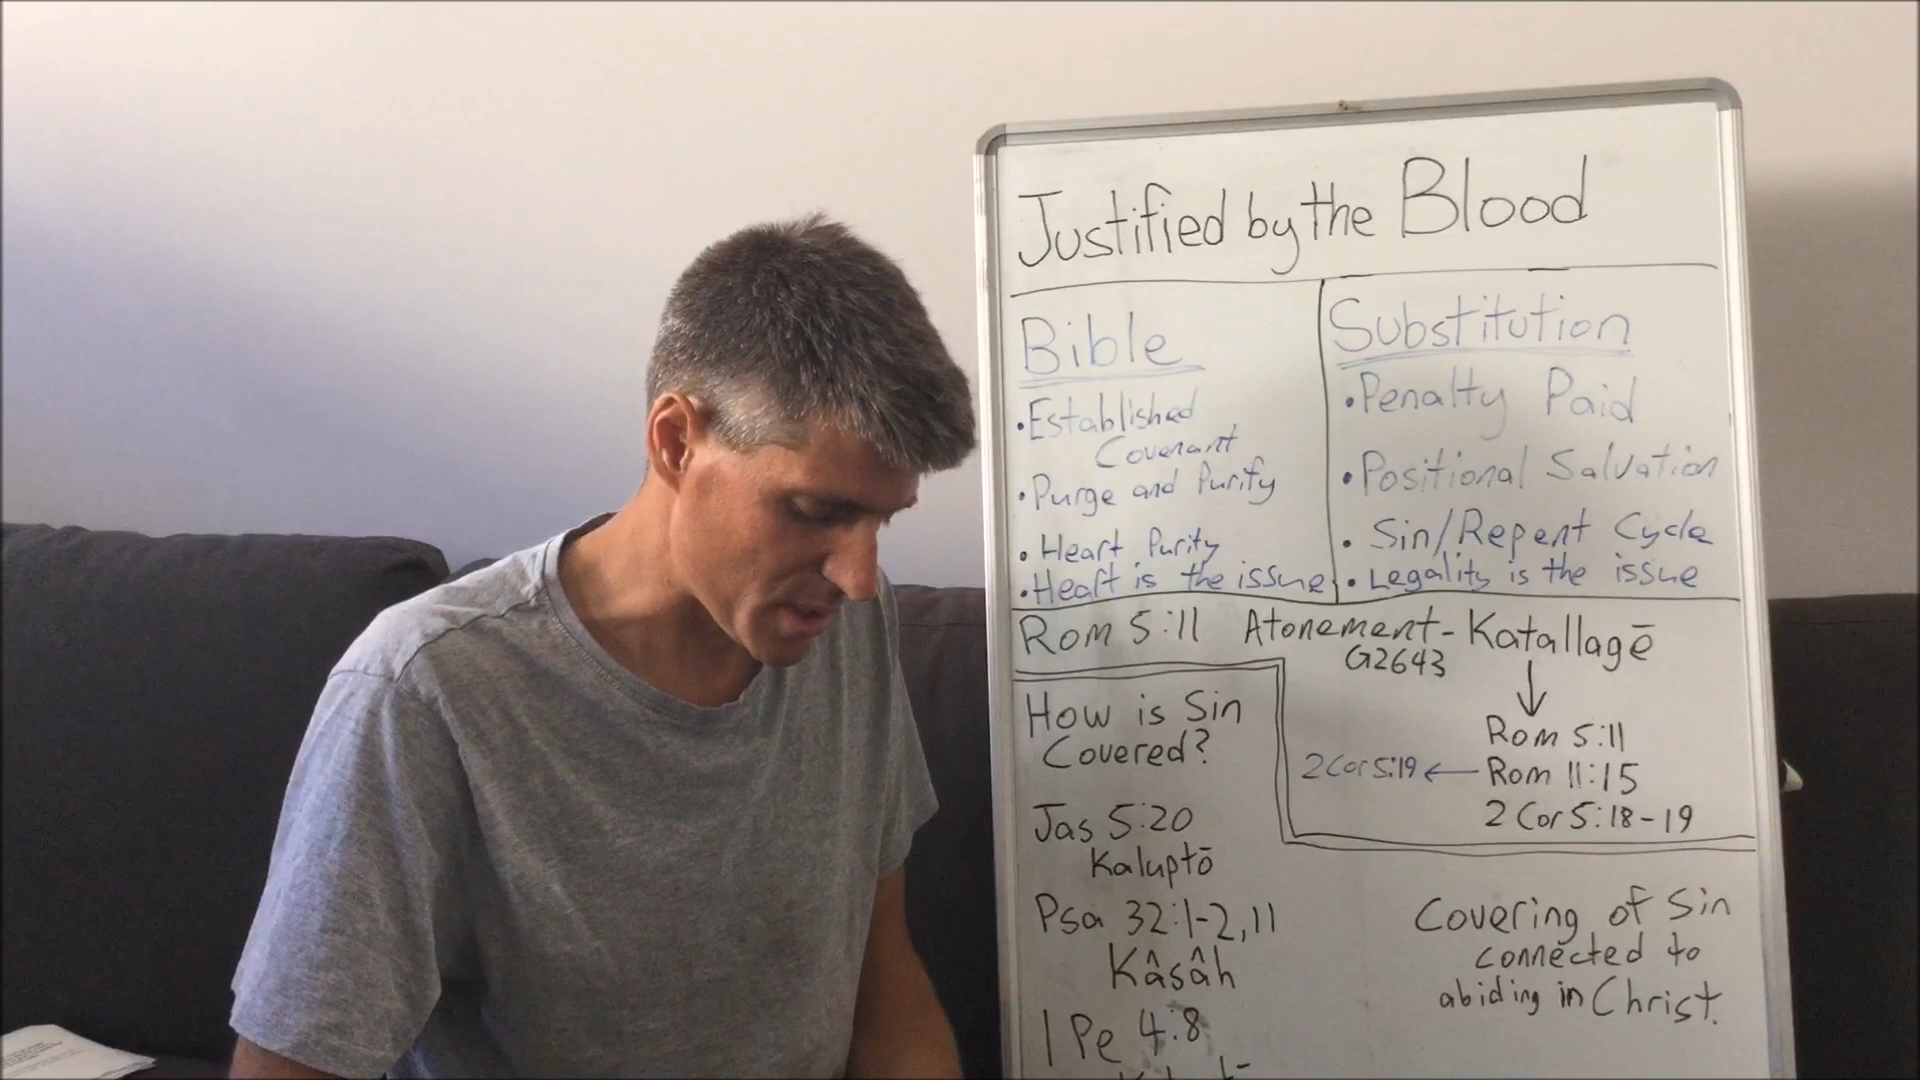 Justified by the Blood
Bible
• Established
Covenant
• Purge and Purify
• Heart Purity
• Heart is the issue
Substitution
• Penalty Paid
• Positional Salvation
• Sin/Repent Cycle
• Legality is the issue
Rom 5:11 Atonement - Katallagē
G2643
↓
Rom 5:11
2 Cor 5:19 ← Rom 11:15
2 Cor 5:18-19
How is Sin
Covered?
Jas 5:20
Kaluptō
Psa 32:1-2,11
Kâsâh
1 Pe 4:8
Covering of Sin
connected to
abiding in Christ.